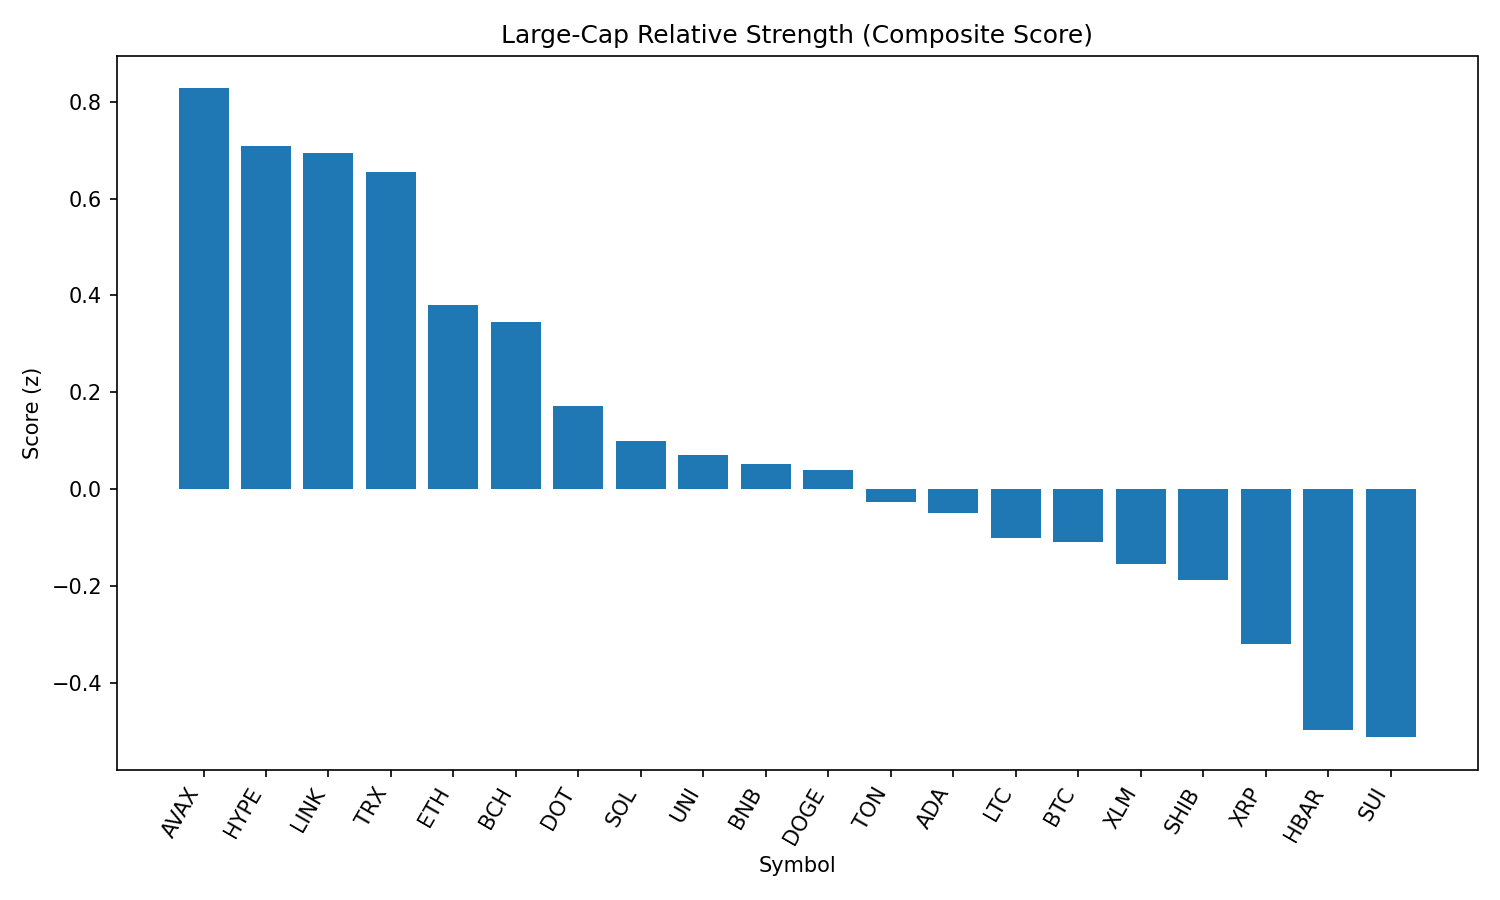 Large-Cap Relative Strength (Composite Score)
0.8
0.6
0.4
0.2
0.0
−0.2
−0.4
Score (z)
AVAX
HYPE
LINK
TRX
ETH
BCH
DOT
SOL
UNI
BNB
DOGE
TON
ADA
LTC
BTC
XLM
SHIB
XRP
HBAR
SUI
Symbol